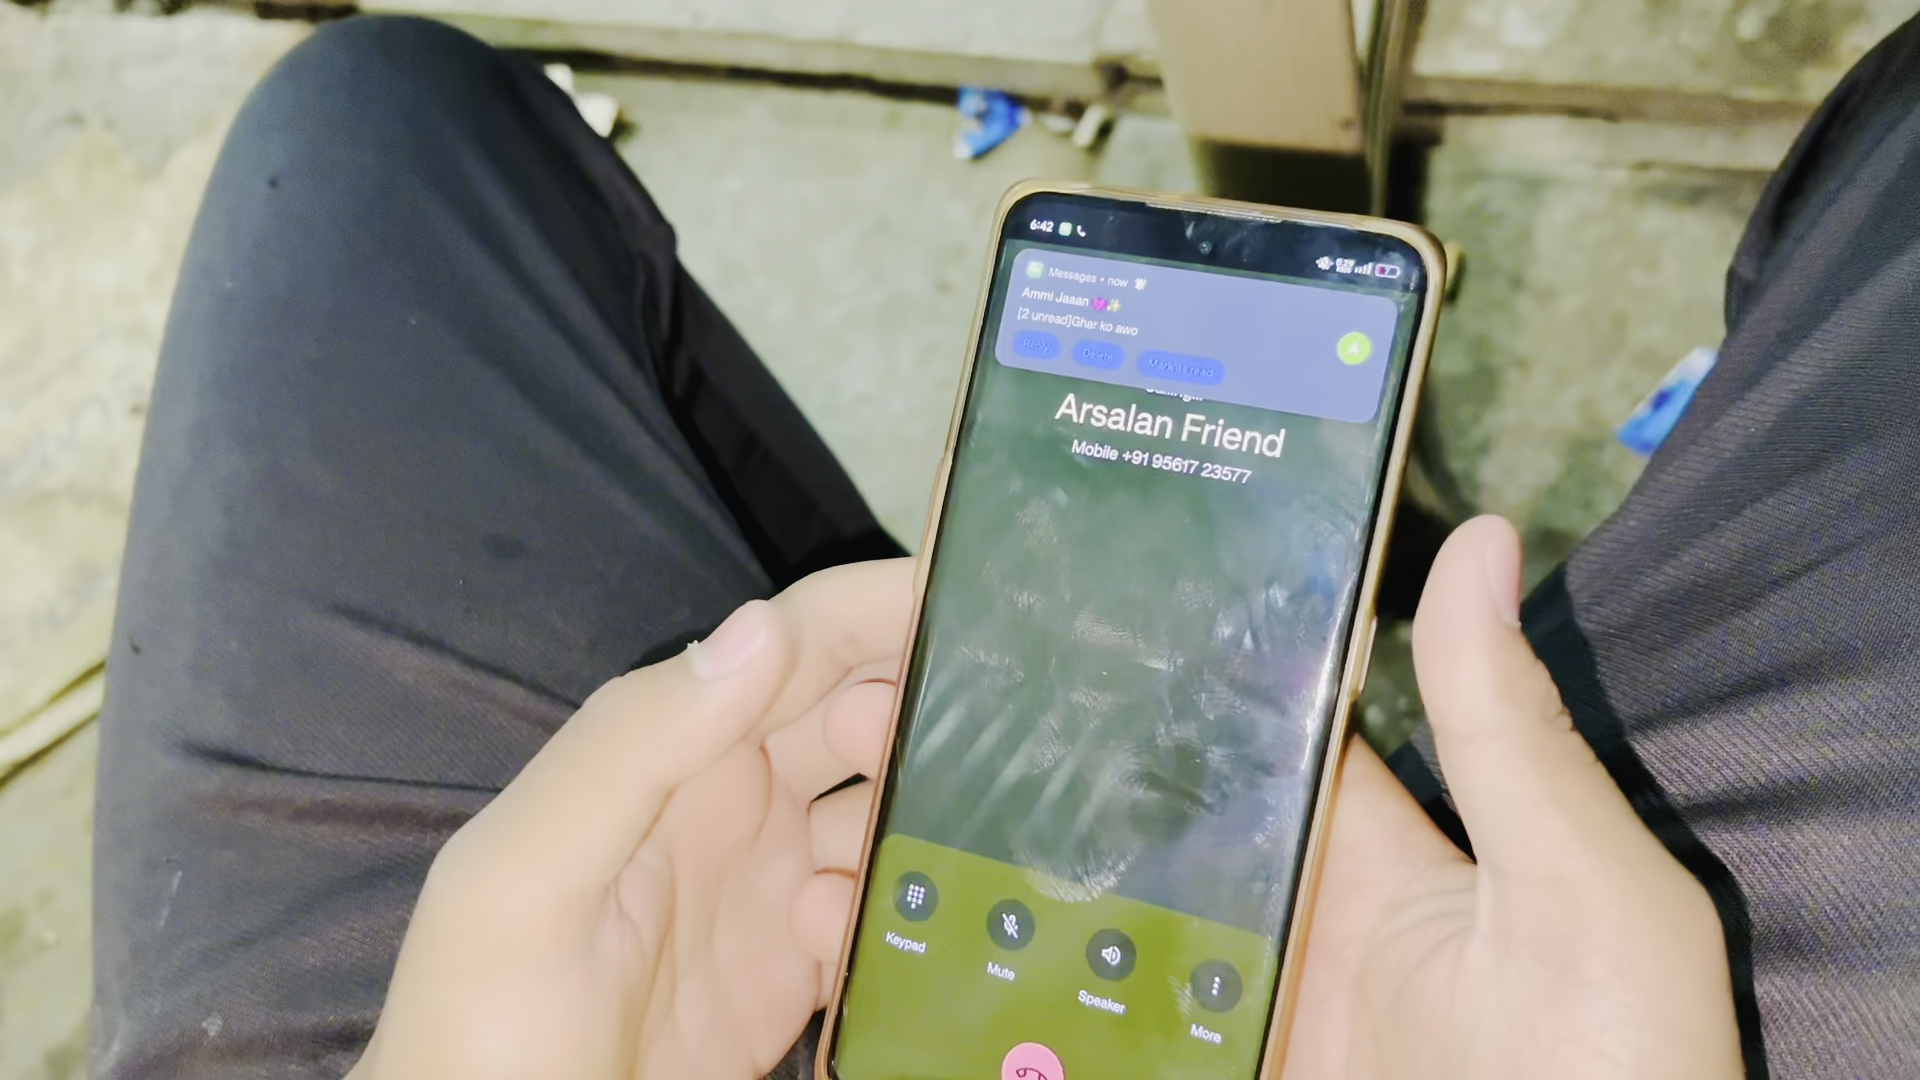 6:42
Messages • now
Ammi Jaaan 💗✨
[2 unread]Ghar ko awo
Reply Delete Mark as read
A
Calling...
Arsalan Friend
Mobile +91 95617 23577
Keypad
Mute
Speaker
More